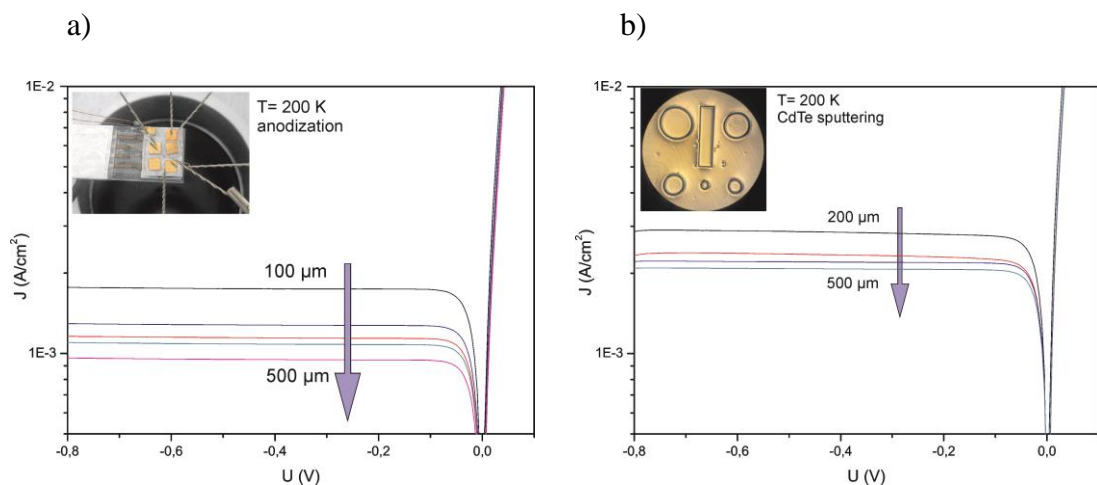 a)
b)
1E-2
T= 200 K
anodization
100 µm
500 µm
1E-3
J (A/cm²)
-0,8
-0,6
-0,4
-0,2
0,0
U (V)
1E-2
T= 200 K
CdTe sputtering
200 µm
500 µm
1E-3
J (A/cm²)
-0,8
-0,6
-0,4
-0,2
0,0
U (V)